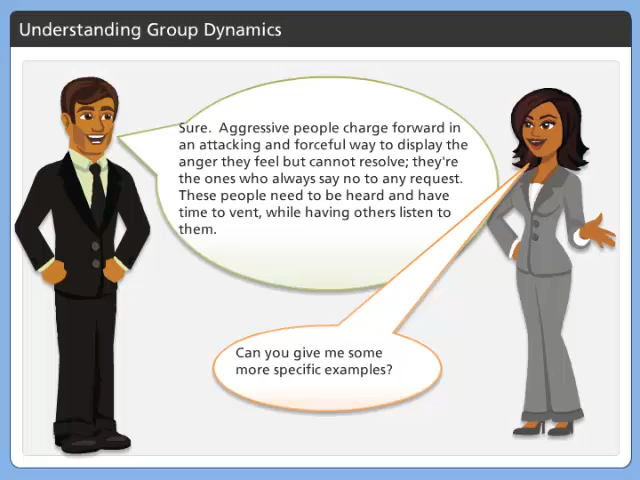 Understanding Group Dynamics
Sure.  Aggressive people charge forward in
an attacking and forceful way to display the
anger they feel but cannot resolve; they're
the ones who always say no to any request.
These people need to be heard and have
time to vent, while having others listen to
them.
Can you give me some
more specific examples?